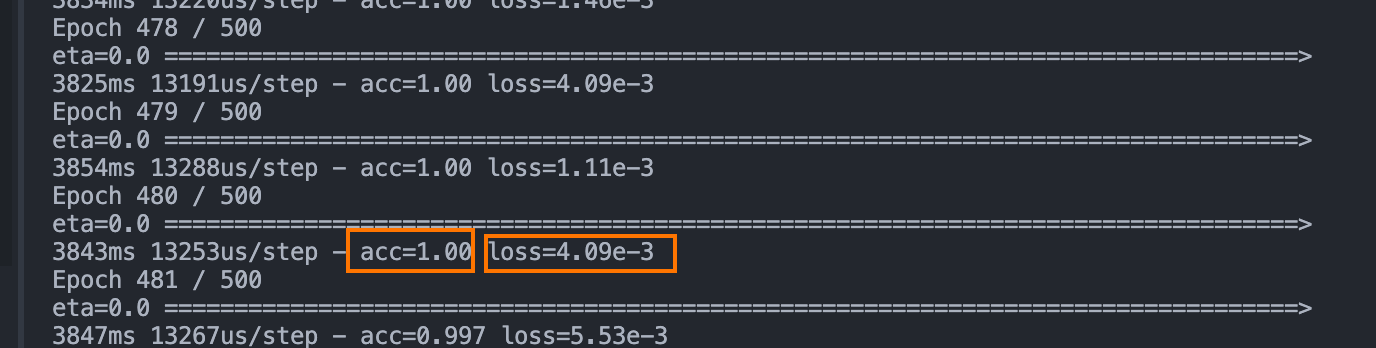 3834ms 13220us/step - acc=1.00 loss=1.46e-3
Epoch 478 / 500
eta=0.0 =================================================================================>
3825ms 13191us/step - acc=1.00 loss=4.09e-3
Epoch 479 / 500
eta=0.0 =================================================================================>
3854ms 13288us/step - acc=1.00 loss=1.11e-3
Epoch 480 / 500
eta=0.0 =================================================================================>
3843ms 13253us/step - acc=1.00 loss=4.09e-3
Epoch 481 / 500
eta=0.0 =================================================================================>
3847ms 13267us/step - acc=0.997 loss=5.53e-3